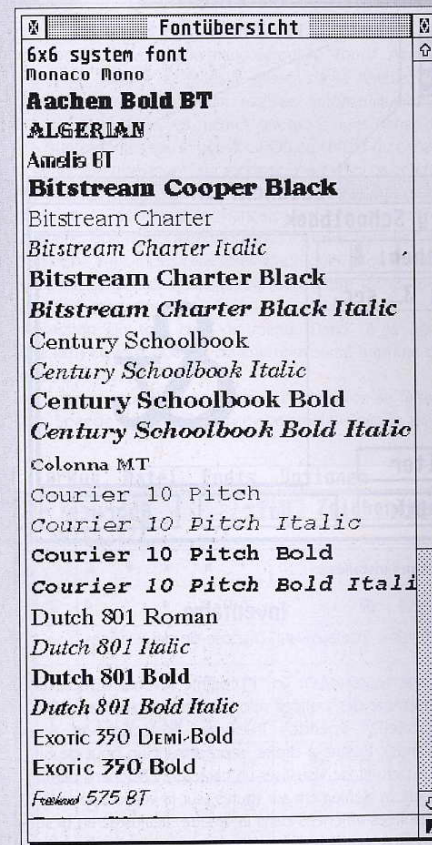 Fontübersicht
6x6 system font
Monaco Mono
Aachen Bold BT
ALGERIAN
Amelia BT
Bitstream Cooper Black
Bitstream Charter
Bitstream Charter Italic
Bitstream Charter Black
Bitstream Charter Black Italic
Century Schoolbook
Century Schoolbook Italic
Century Schoolbook Bold
Century Schoolbook Bold Italic
Colonna MT
Courier 10 Pitch
Courier 10 Pitch Italic
Courier 10 Pitch Bold
Courier 10 Pitch Bold Itali
Dutch 801 Roman
Dutch 801 Italic
Dutch 801 Bold
Dutch 801 Bold Italic
Exotic 350 Demi-Bold
Exotic 350 Bold
Freehand 575 BT